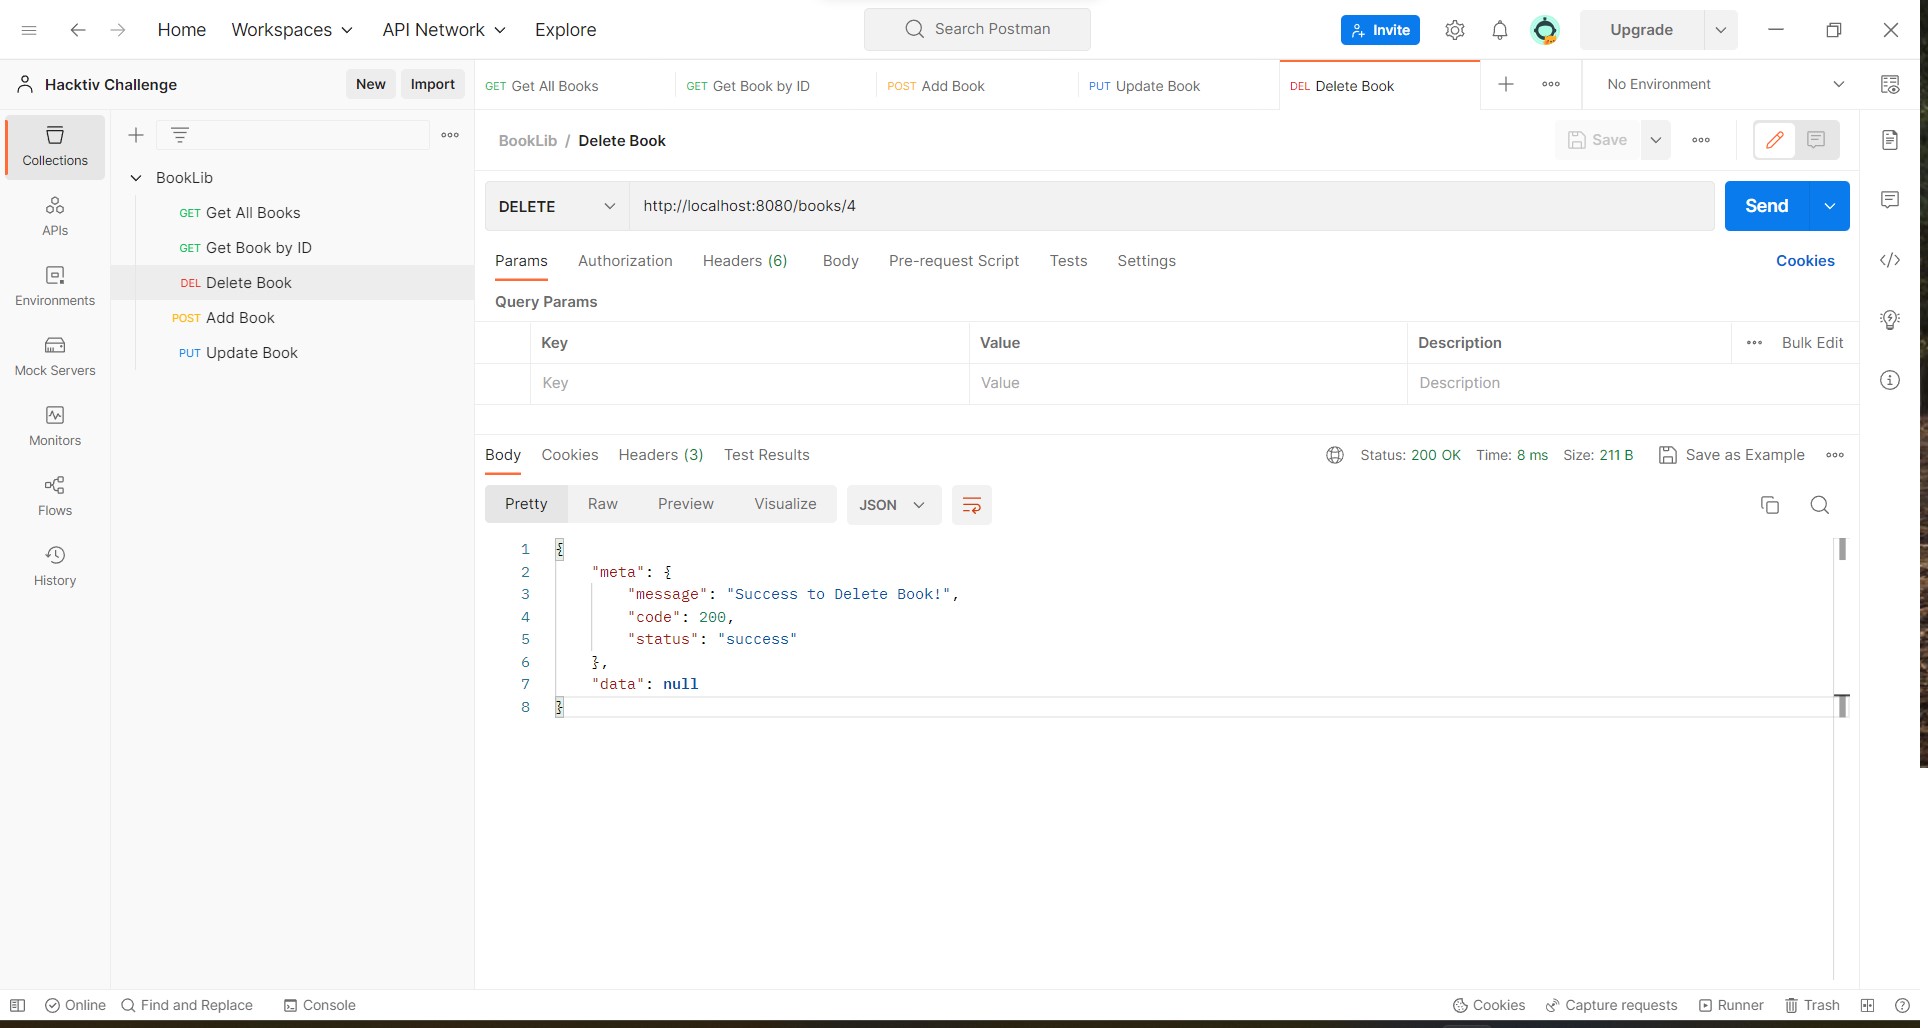 Home Workspaces API Network Explore Search Postman Invite Upgrade
Hacktiv Challenge New Import GET Get All Books GET Get Book by ID POST Add Book PUT Update Book DEL Delete Book No Environment
Collections
APIs
Environments
Mock Servers
Monitors
Flows
History
BookLib
GET Get All Books
GET Get Book by ID
DEL Delete Book
POST Add Book
PUT Update Book
BookLib / Delete Book Save
DELETE http://localhost:8080/books/4 Send
Params Authorization Headers (6) Body Pre-request Script Tests Settings Cookies
Query Params
Key Value Description Bulk Edit
Key Value Description
Body Cookies Headers (3) Test Results Status: 200 OK Time: 8 ms Size: 211 B Save as Example
Pretty Raw Preview Visualize JSON
1 {
2 "meta": {
3 "message": "Success to Delete Book!",
4 "code": 200,
5 "status": "success"
6 },
7 "data": null
8 }
Online Find and Replace Console Cookies Capture requests Runner Trash